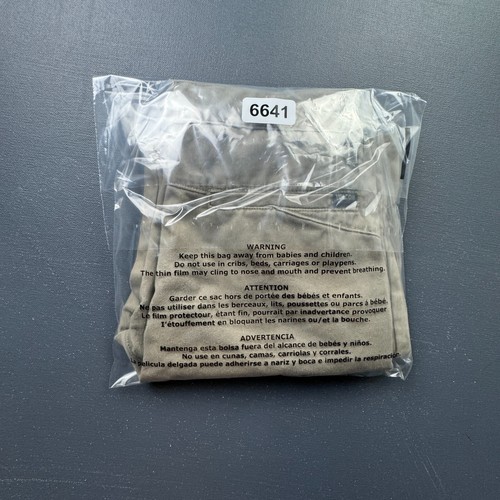 6641
WARNING
Keep this bag away from babies and children.
Do not use in cribs, beds, carriages or playpens.
The thin film may cling to nose and mouth and prevent breathing.
ATTENTION
Garder ce sac hors de portée des bébés et enfants.
Ne pas utiliser dans les berceaux, lits, poussettes ou parcs à bébé.
Le film protectour, étant fin, pourrait par inadvertance provoquer
l'étouffement en bloquant les narines ou/et la bouche.
ADVERTENCIA
Mantenga esta bolsa fuera del alcance de bebés y niños.
No use en cunas, camas, carriolas y corrales.
película delgada puede adherirse a nariz y boca e impedir la respiracion